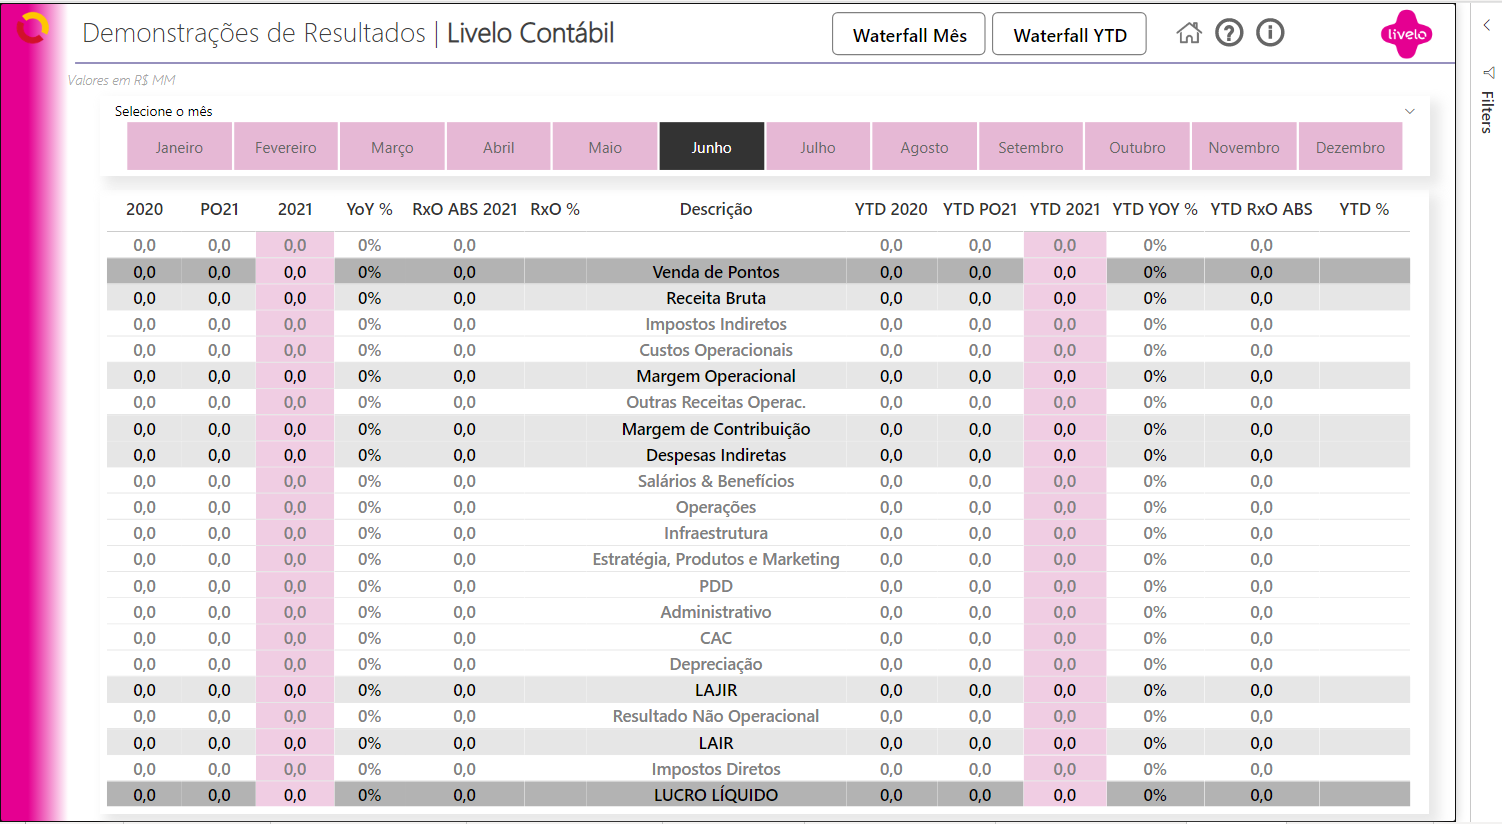 Demonstrações de Resultados | Livelo Contábil
Waterfall Mês
Waterfall YTD
?
i
livelo
Filters
Valores em R$ MM
Selecione o mês
Janeiro Fevereiro Março Abril Maio Junho Julho Agosto Setembro Outubro Novembro Dezembro
2020 PO21 2021 YoY % RxO ABS 2021 RxO % Descrição YTD 2020 YTD PO21 YTD 2021 YTD YOY % YTD RxO ABS YTD %
0,0 0,0 0,0 0% 0,0 0,0 0,0 0,0 0% 0,0
0,0 0,0 0,0 0% 0,0 Venda de Pontos 0,0 0,0 0,0 0% 0,0
0,0 0,0 0,0 0% 0,0 Receita Bruta 0,0 0,0 0,0 0% 0,0
0,0 0,0 0,0 0% 0,0 Impostos Indiretos 0,0 0,0 0,0 0% 0,0
0,0 0,0 0,0 0% 0,0 Custos Operacionais 0,0 0,0 0,0 0% 0,0
0,0 0,0 0,0 0% 0,0 Margem Operacional 0,0 0,0 0,0 0% 0,0
0,0 0,0 0,0 0% 0,0 Outras Receitas Operac. 0,0 0,0 0,0 0% 0,0
0,0 0,0 0,0 0% 0,0 Margem de Contribuição 0,0 0,0 0,0 0% 0,0
0,0 0,0 0,0 0% 0,0 Despesas Indiretas 0,0 0,0 0,0 0% 0,0
0,0 0,0 0,0 0% 0,0 Salários & Benefícios 0,0 0,0 0,0 0% 0,0
0,0 0,0 0,0 0% 0,0 Operações 0,0 0,0 0,0 0% 0,0
0,0 0,0 0,0 0% 0,0 Infraestrutura 0,0 0,0 0,0 0% 0,0
0,0 0,0 0,0 0% 0,0 Estratégia, Produtos e Marketing 0,0 0,0 0,0 0% 0,0
0,0 0,0 0,0 0% 0,0 PDD 0,0 0,0 0,0 0% 0,0
0,0 0,0 0,0 0% 0,0 Administrativo 0,0 0,0 0,0 0% 0,0
0,0 0,0 0,0 0% 0,0 CAC 0,0 0,0 0,0 0% 0,0
0,0 0,0 0,0 0% 0,0 Depreciação 0,0 0,0 0,0 0% 0,0
0,0 0,0 0,0 0% 0,0 LAJIR 0,0 0,0 0,0 0% 0,0
0,0 0,0 0,0 0% 0,0 Resultado Não Operacional 0,0 0,0 0,0 0% 0,0
0,0 0,0 0,0 0% 0,0 LAIR 0,0 0,0 0,0 0% 0,0
0,0 0,0 0,0 0% 0,0 Impostos Diretos 0,0 0,0 0,0 0% 0,0
0,0 0,0 0,0 0% 0,0 LUCRO LÍQUIDO 0,0 0,0 0,0 0% 0,0